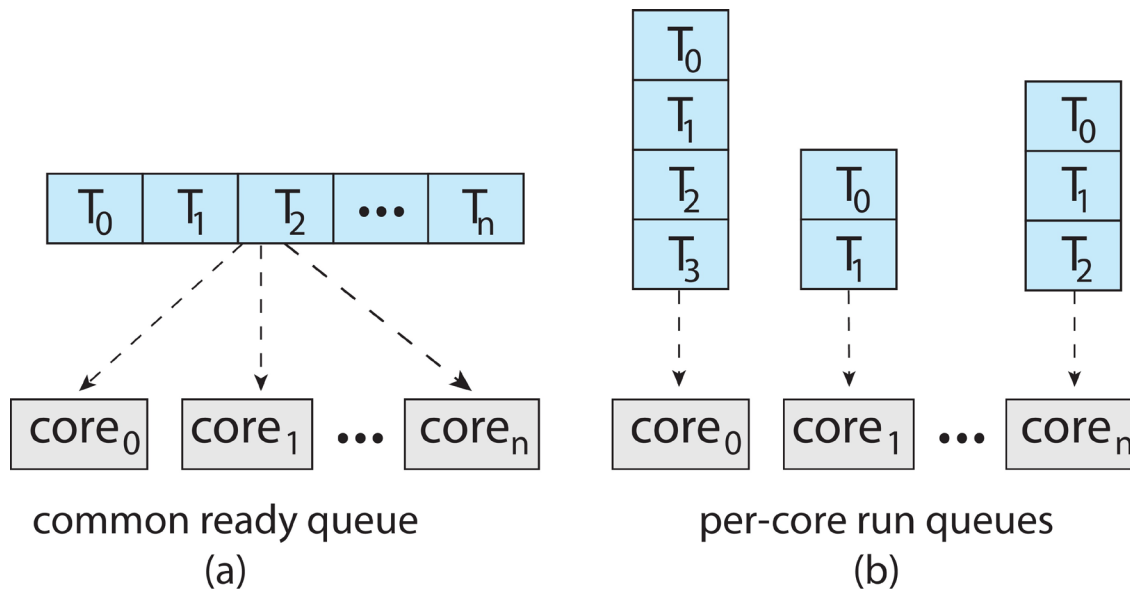 T₀ T₁ T₂ ••• Tₙ
core₀ core₁ ••• coreₙ
common ready queue
(a)
T₀
T₁
T₂
T₃
T₀
T₁
T₀
T₁
T₂
core₀ core₁ ••• coreₙ
per-core run queues
(b)